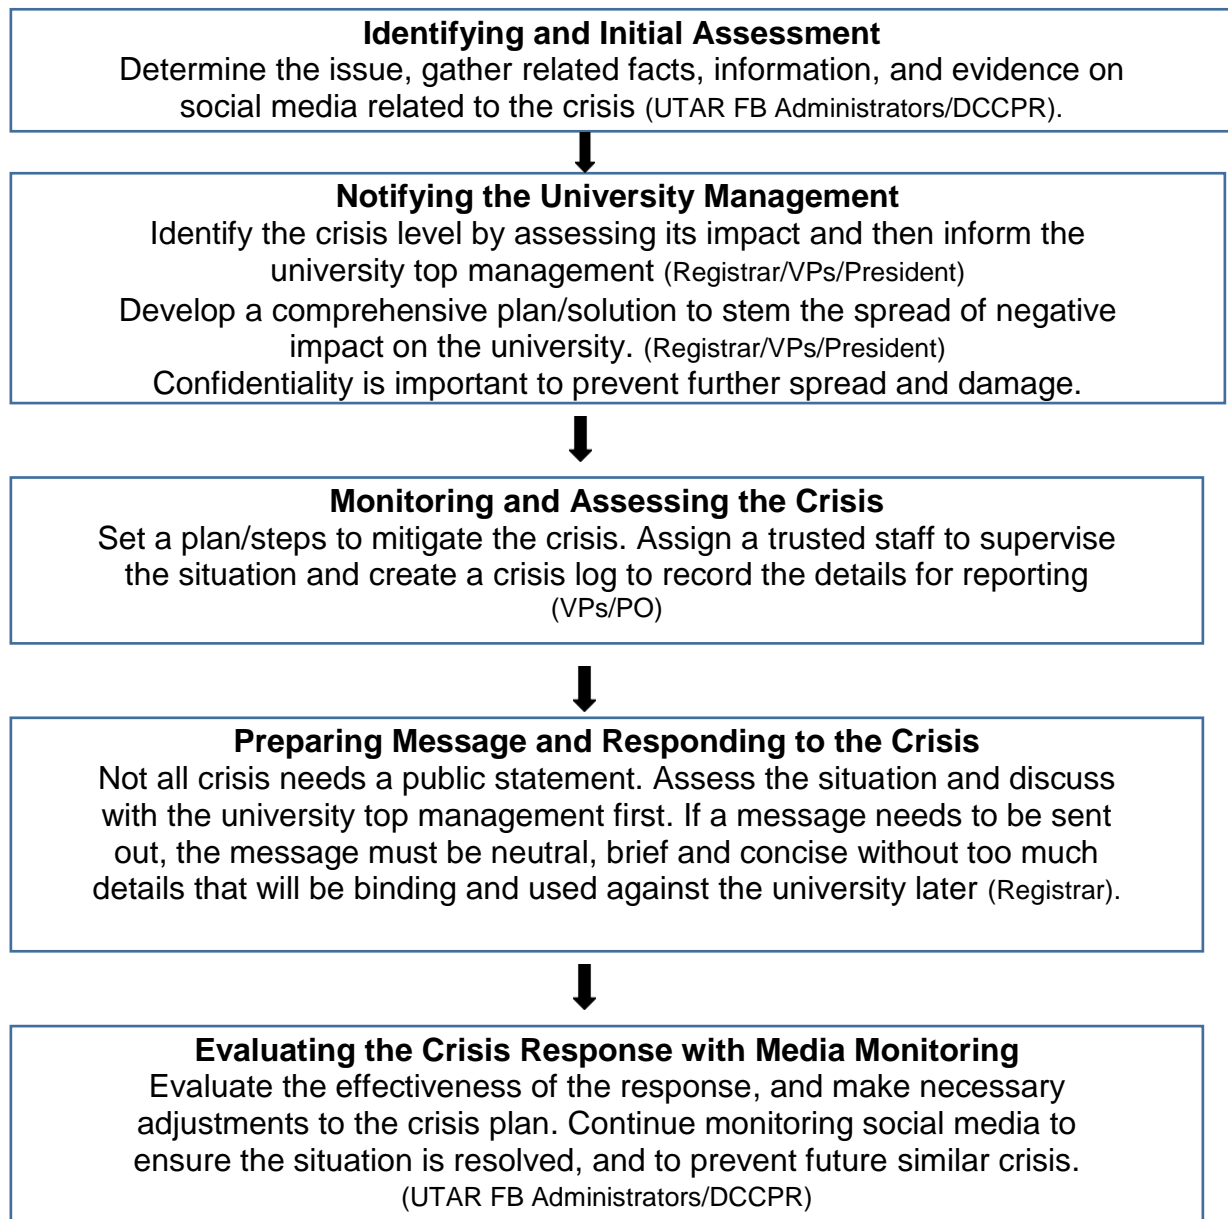 Identifying and Initial Assessment
Determine the issue, gather related facts, information, and evidence on
social media related to the crisis (UTAR FB Administrators/DCCPR).
Notifying the University Management
Identify the crisis level by assessing its impact and then inform the
university top management (Registrar/VPs/President)
Develop a comprehensive plan/solution to stem the spread of negative
impact on the university. (Registrar/VPs/President)
Confidentiality is important to prevent further spread and damage.
Monitoring and Assessing the Crisis
Set a plan/steps to mitigate the crisis. Assign a trusted staff to supervise
the situation and create a crisis log to record the details for reporting
(VPs/PO)
Preparing Message and Responding to the Crisis
Not all crisis needs a public statement. Assess the situation and discuss
with the university top management first. If a message needs to be sent
out, the message must be neutral, brief and concise without too much
details that will be binding and used against the university later (Registrar).
Evaluating the Crisis Response with Media Monitoring
Evaluate the effectiveness of the response, and make necessary
adjustments to the crisis plan. Continue monitoring social media to
ensure the situation is resolved, and to prevent future similar crisis.
(UTAR FB Administrators/DCCPR)